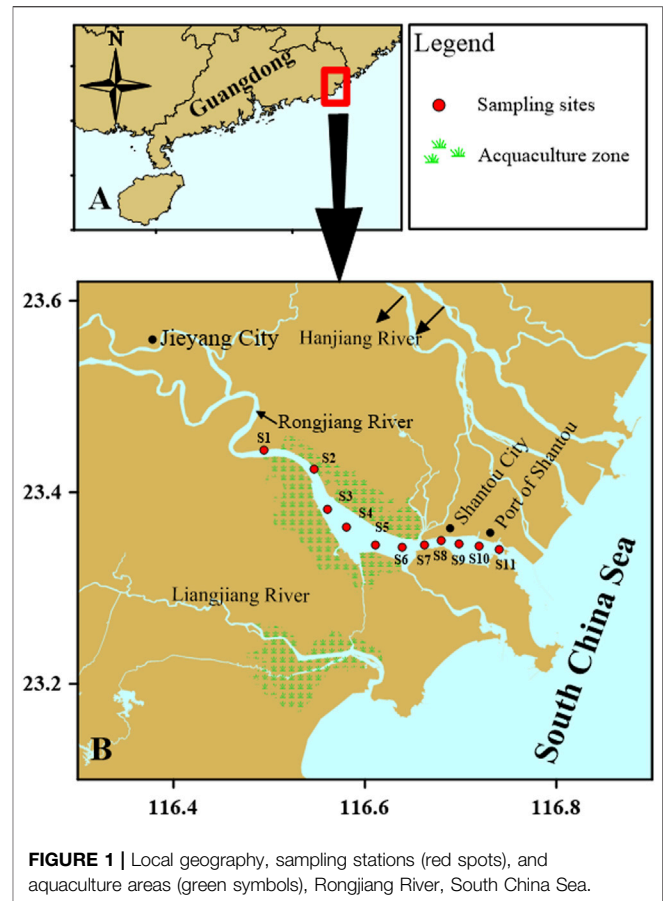 N
Guangdong
A
Legend
Sampling sites
Acquaculture zone
23.6
23.4
23.2
Jieyang City
Hanjiang River
Rongjiang River
S1
S2
S3
S4
S5
S6
S7
S8
S9
S10
S11
Shantou City
Port of Shantou
Liangjiang River
South China Sea
B
116.4
116.6
116.8
FIGURE 1 | Local geography, sampling stations (red spots), and
aquaculture areas (green symbols), Rongjiang River, South China Sea.